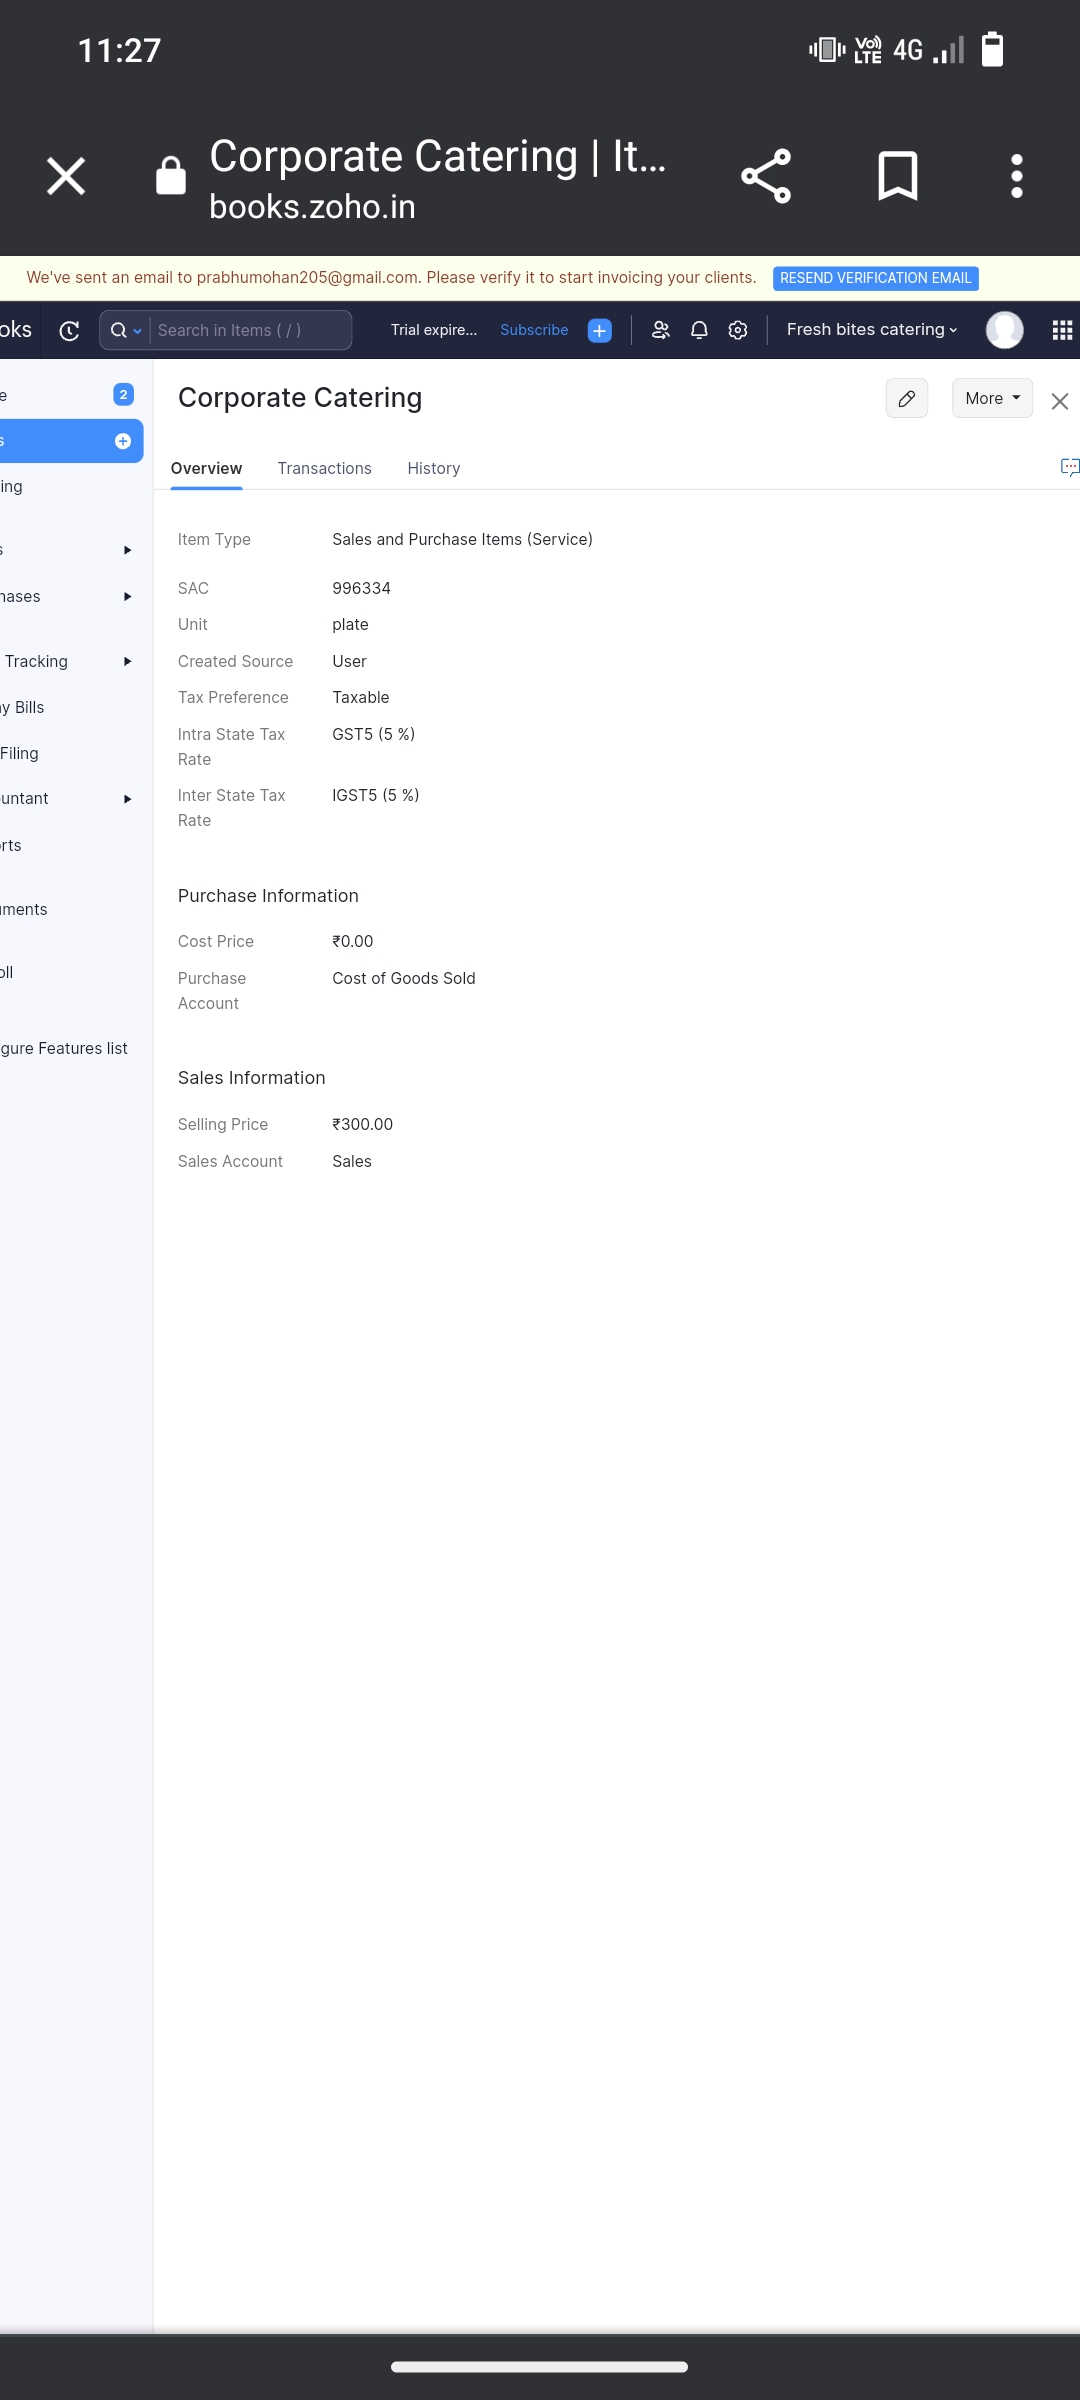 11:27
Vo)
LTE
4G
Corporate Catering | It...
books.zoho.in
We've sent an email to prabhumohan205@gmail.com. Please verify it to start invoicing your clients.
RESEND VERIFICATION EMAIL
oks
Search in Items ( / )
Trial expire...
Subscribe
Fresh bites catering
e
2
s
ing
s
hases
Tracking
y Bills
Filing
untant
rts
ments
oll
gure Features list
Corporate Catering
More
Overview
Transactions
History
Item Type Sales and Purchase Items (Service)
SAC 996334
Unit plate
Created Source User
Tax Preference Taxable
Intra State Tax GST5 (5 %)
Rate
Inter State Tax IGST5 (5 %)
Rate
Purchase Information
Cost Price ₹0.00
Purchase Cost of Goods Sold
Account
Sales Information
Selling Price ₹300.00
Sales Account Sales